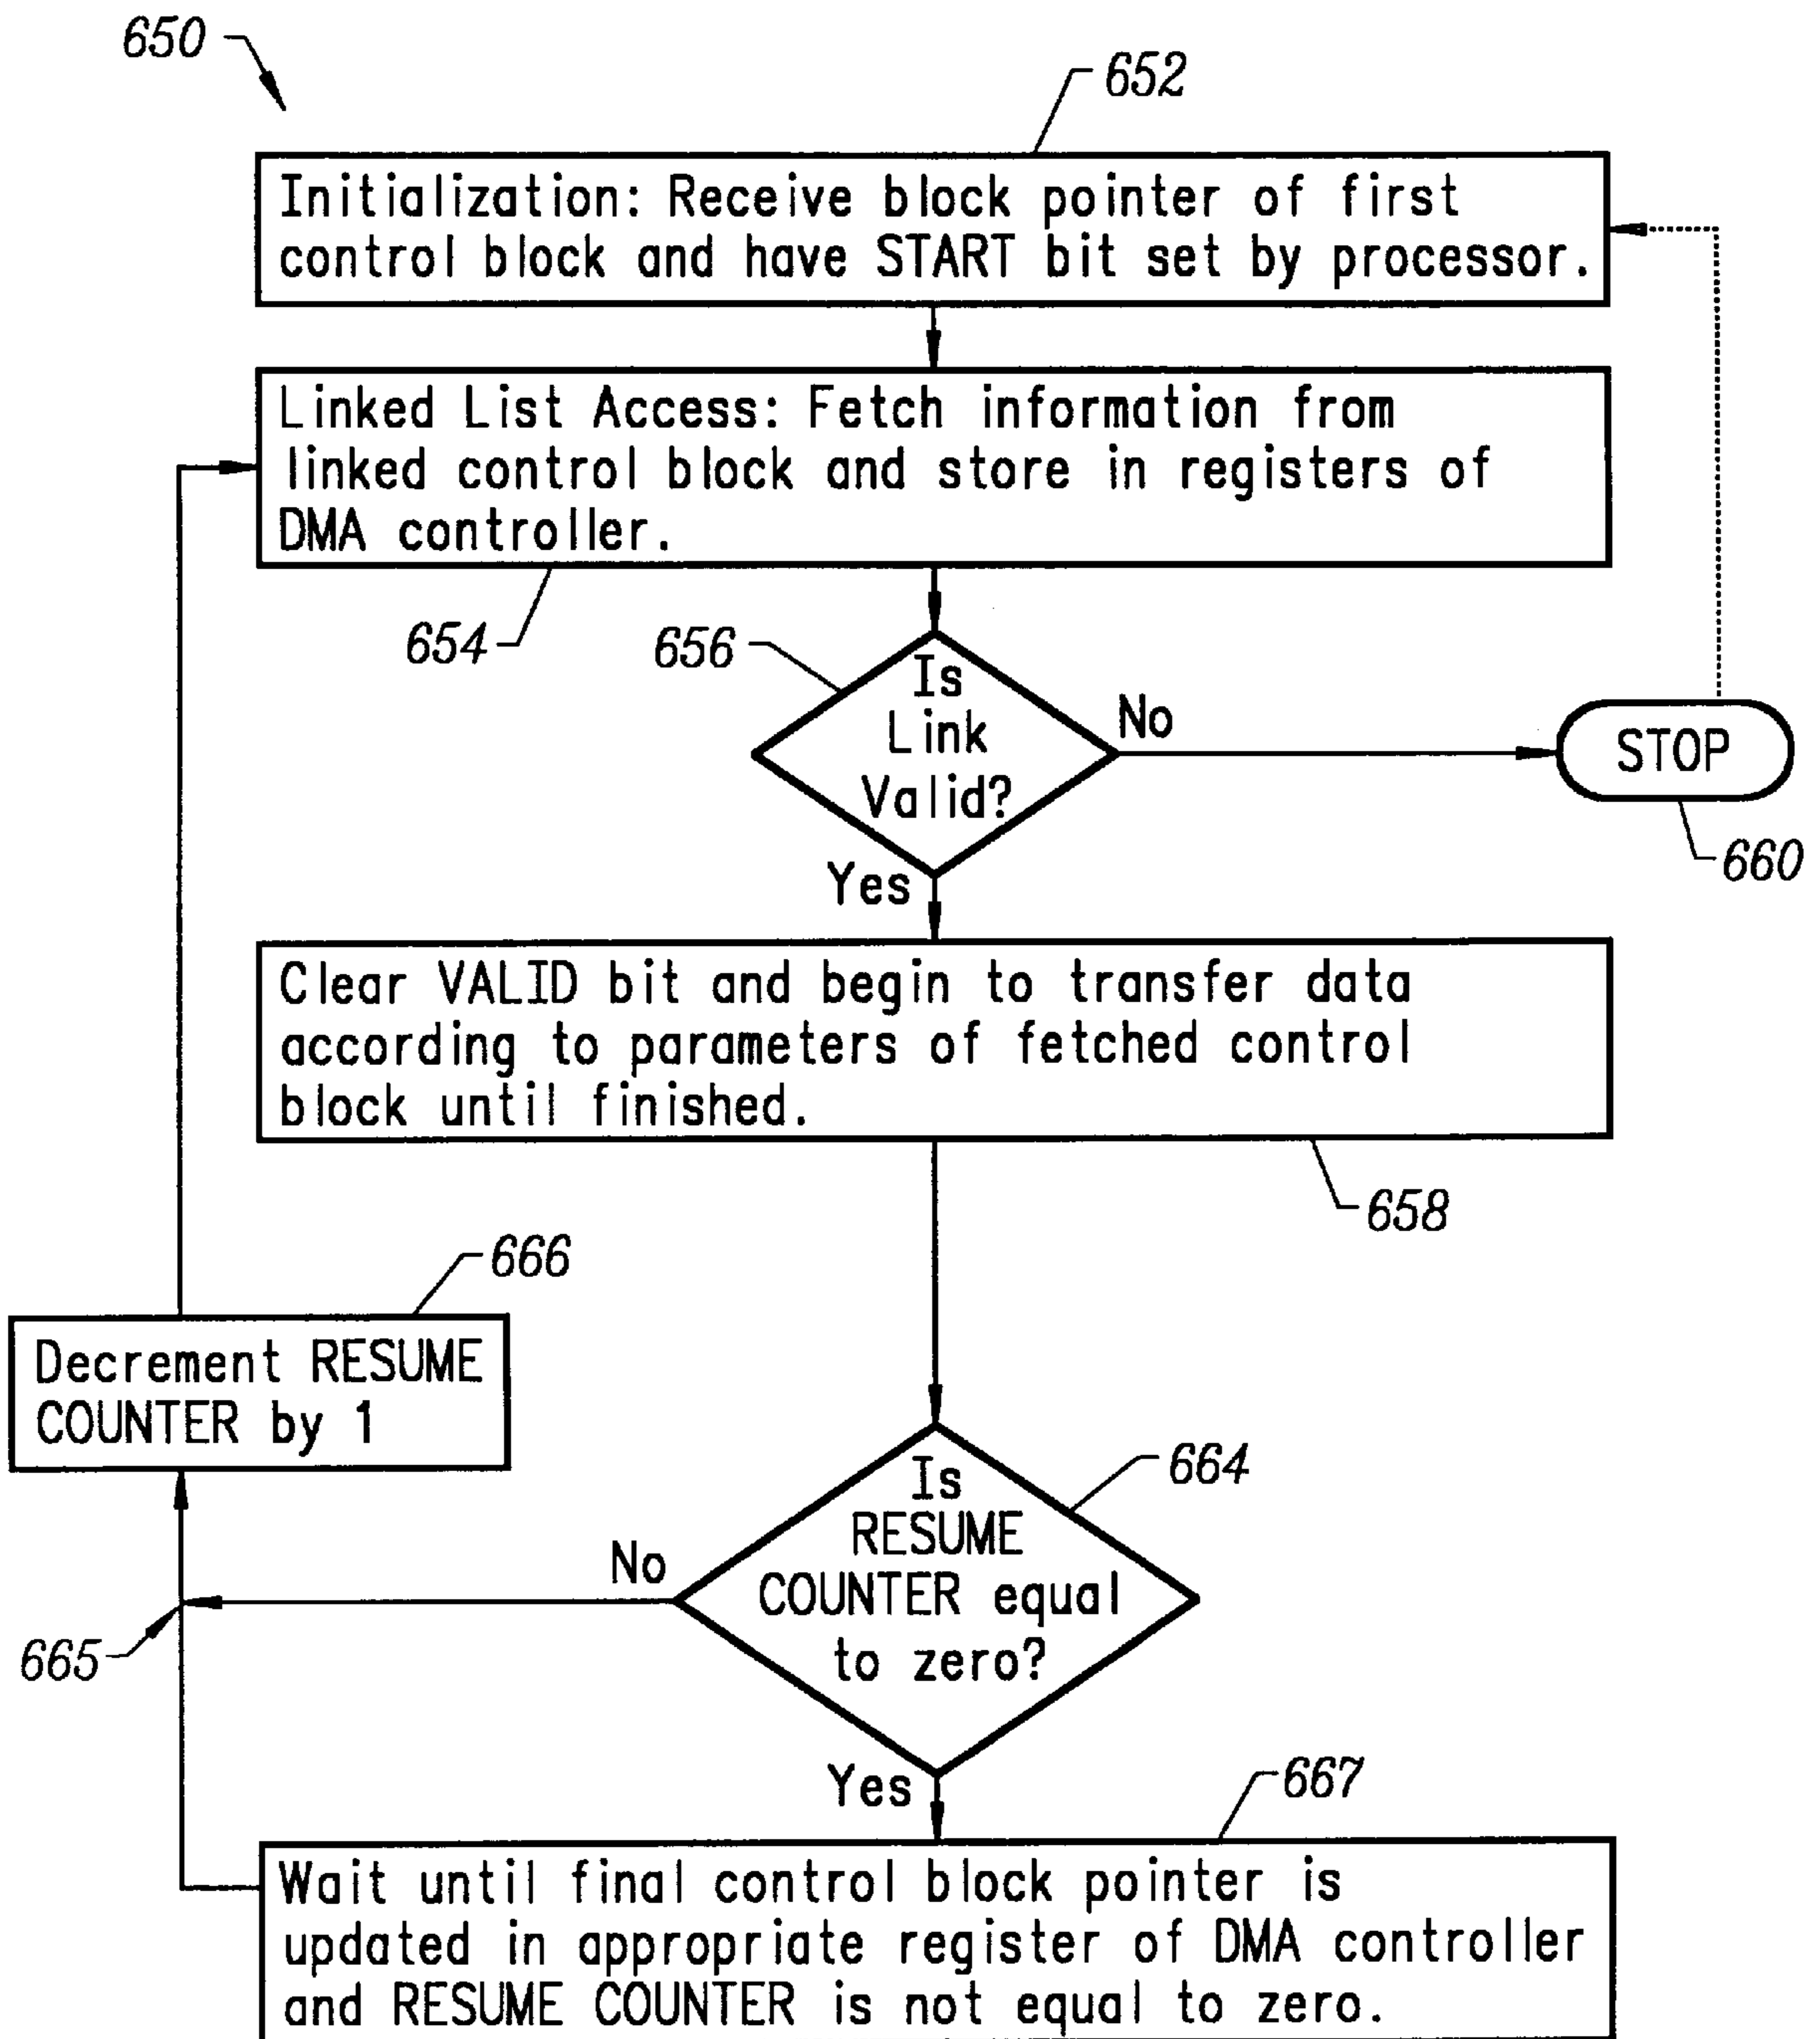 650
652
Initialization: Receive block pointer of first
control block and have START bit set by processor.
Linked List Access: Fetch information from
linked control block and store in registers of
DMA controller.
654
656
Is
Link
Valid?
No
STOP
660
Yes
Clear VALID bit and begin to transfer data
according to parameters of fetched control
block until finished.
658
666
Decrement RESUME
COUNTER by 1
664
Is
RESUME
COUNTER equal
to zero?
No
665
Yes
667
Wait until final control block pointer is
updated in appropriate register of DMA controller
and RESUME COUNTER is not equal to zero.